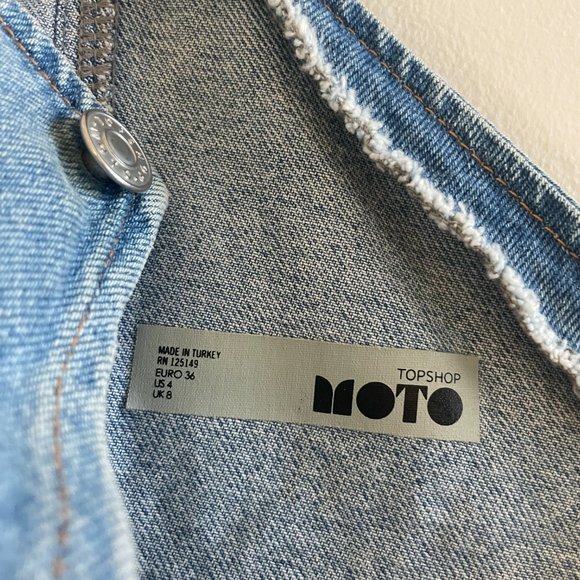 MADE IN TURKEY
RN 125149
EURO 36
US 4
UK 8
TOPSHOP
MOTO